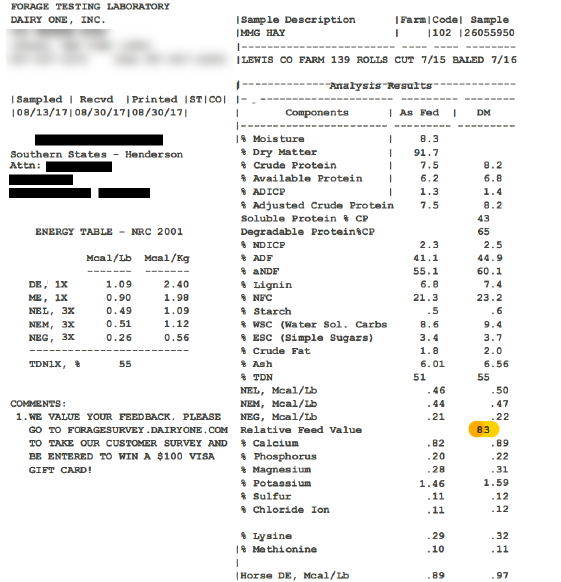 FORAGE TESTING LABORATORY
DAIRY ONE, INC.
|Sampled | Recvd |Printed |ST|CO|
|08/13/17|08/30/17|08/30/17|
Southern States - Henderson
Attn:
ENERGY TABLE - NRC 2001
Mcal/Lb Mcal/Kg
------- -------
DE, 1X 1.09 2.40
ME, 1X 0.90 1.98
NEL, 3X 0.49 1.09
NEM, 3X 0.51 1.12
NEG, 3X 0.26 0.56
-------------------------
TDN1X, % 55
COMMENTS:
1.WE VALUE YOUR FEEDBACK. PLEASE
GO TO FORAGESURVEY.DAIRYONE.COM
TO TAKE OUR CUSTOMER SURVEY AND
BE ENTERED TO WIN A $100 VISA
GIFT CARD!
|Sample Description |Farm|Code| Sample
|MMG HAY | |102 |26055950
|LEWIS CO FARM 139 ROLLS CUT 7/15 BALED 7/16
Analysis Results
Components | As Fed | DM
|% Moisture | 8.3
|% Dry Matter | 91.7
|% Crude Protein | 7.5 | 8.2
|% Available Protein | 6.2 | 6.8
|% ADICP | 1.3 | 1.4
% Adjusted Crude Protein 7.5 | 8.2
Soluble Protein % CP 43
Degradable Protein%CP 65
% NDICP 2.3 2.5
% ADF 41.1 44.9
% aNDF 55.1 60.1
% Lignin 6.8 7.4
% NFC 21.3 23.2
% Starch .5 .6
% WSC (Water Sol. Carbs 8.6 9.4
% ESC (Simple Sugars) 3.4 3.7
% Crude Fat 1.8 2.0
% Ash 6.01 6.56
% TDN 51 55
NEL, Mcal/Lb .46 .50
NEM, Mcal/Lb .44 .47
NEG, Mcal/Lb .21 .22
Relative Feed Value 83
% Calcium .82 .89
% Phosphorus .20 .22
% Magnesium .28 .31
% Potassium 1.46 1.59
% Sulfur .11 .12
% Chloride Ion .11 .12
% Lysine .29 .32
|% Methionine .10 .11
|
|Horse DE, Mcal/Lb .89 .97